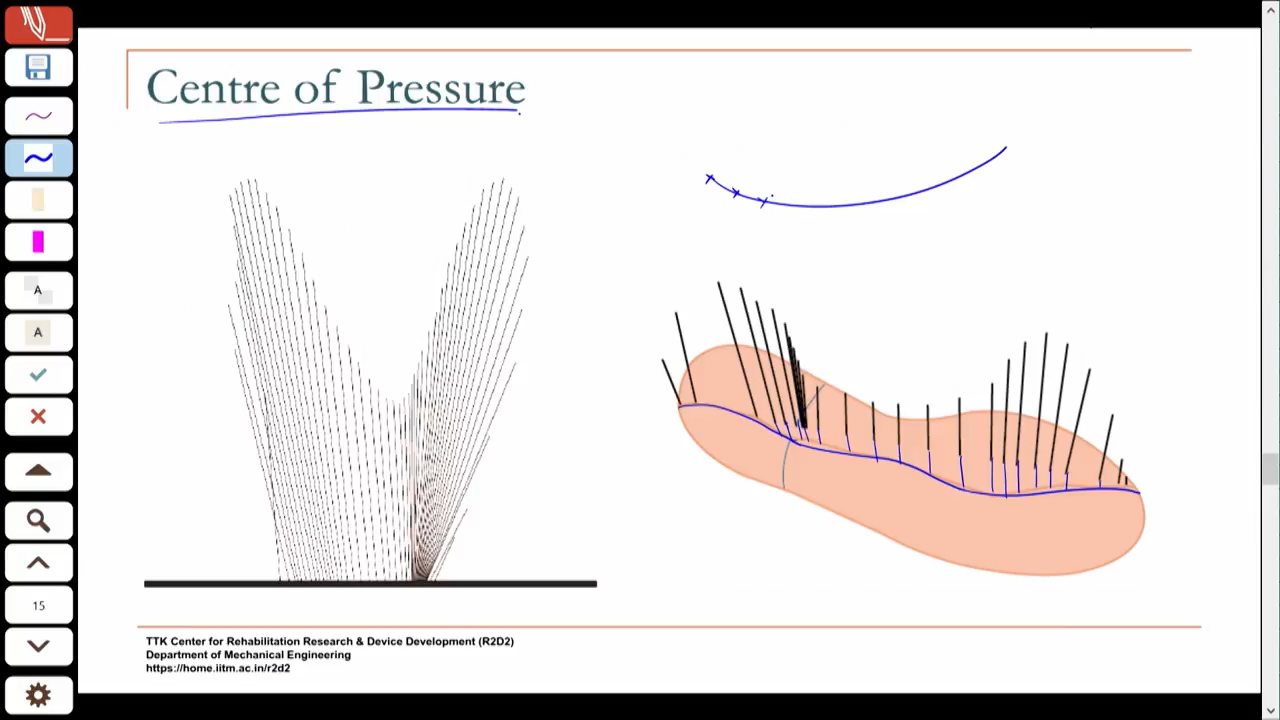 Centre of Pressure
A
A
15
TTK Center for Rehabilitation Research & Device Development (R2D2)
Department of Mechanical Engineering
https://home.iitm.ac.in/r2d2